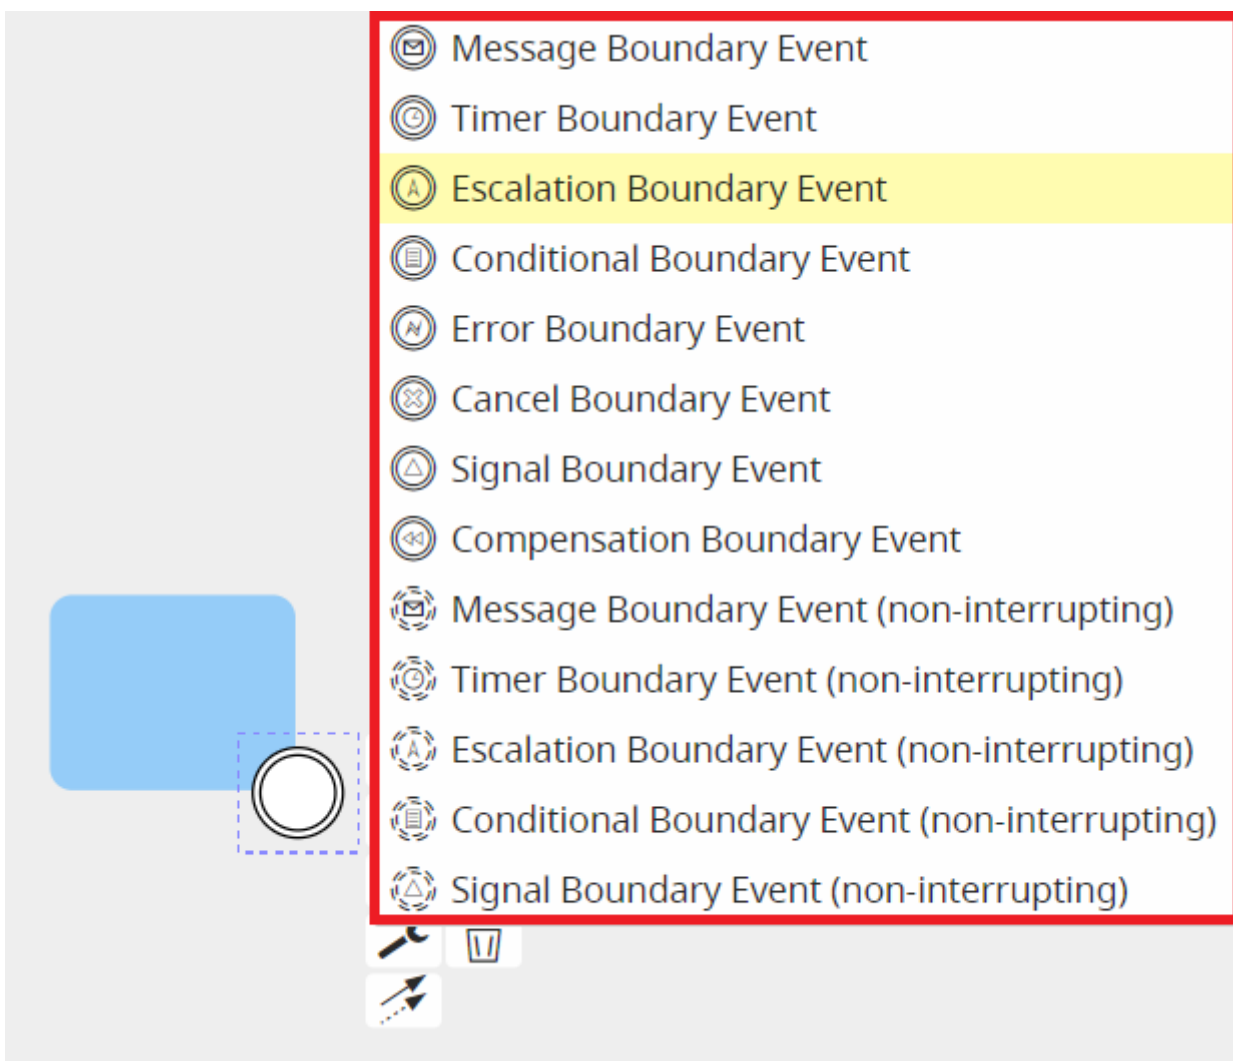 Message Boundary Event
Timer Boundary Event
Escalation Boundary Event
Conditional Boundary Event
Error Boundary Event
Cancel Boundary Event
Signal Boundary Event
Compensation Boundary Event
Message Boundary Event (non-interrupting)
Timer Boundary Event (non-interrupting)
Escalation Boundary Event (non-interrupting)
Conditional Boundary Event (non-interrupting)
Signal Boundary Event (non-interrupting)